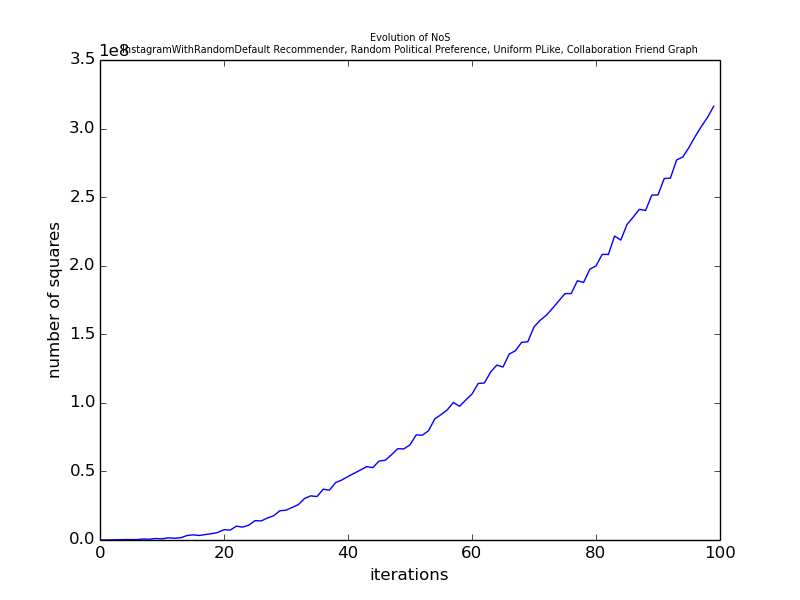 Evolution of NoS
1e8
InstagramWithRandomDefault Recommender, Random Political Preference, Uniform PLike, Collaboration Friend Graph
3.5
3.0
2.5
2.0
1.5
1.0
0.5
0.0
number of squares
0 20 40 60 80 100
iterations